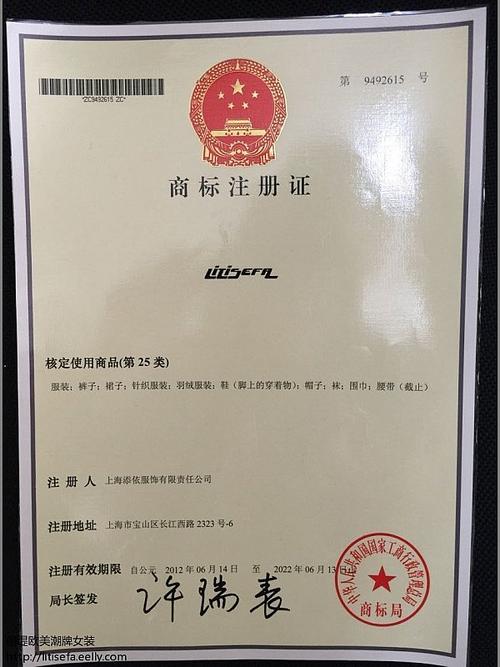 第 9492615 号
*ZC9492615 ZC*
商标注册证
LITISEFA
核定使用商品(第 25 类)
服装；裤子；裙子；针织服装；羽绒服装；鞋（脚上的穿着物）；帽子；袜；围巾；腰带（截止）
注 册 人 上海添依服饰有限责任公司
注册地址 上海市宝山区长江西路 2323 号-6
注册有效期限 自公元 2012 年 06 月 14 日 至 2022 年 06 月 13 日
局长签发 许瑞表
中华人民共和国国家工商行政管理总局
商标局
欧美潮牌女装
http://litisefa.eelly.com